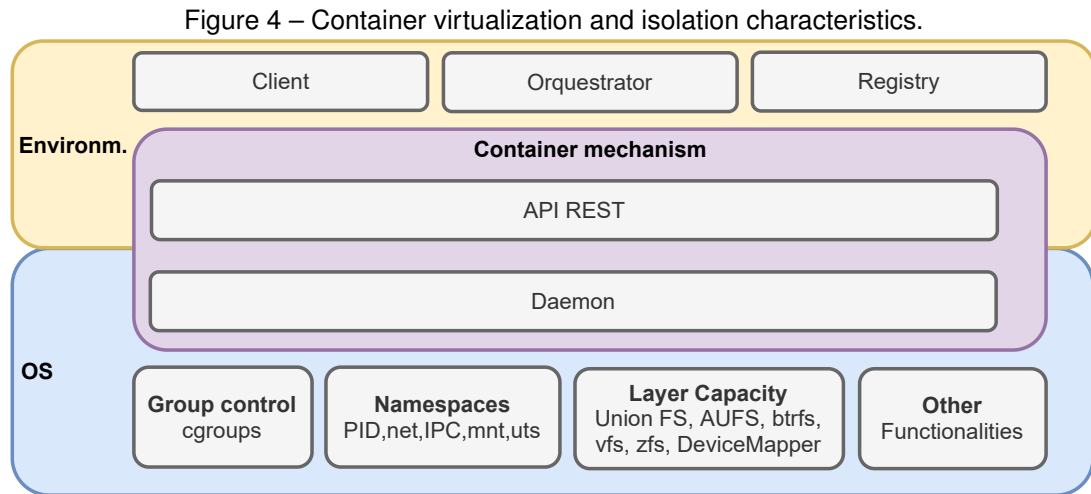 Figure 4 – Container virtualization and isolation characteristics.
Client
Orquestrator
Registry
Environm.
Container mechanism
API REST
Daemon
OS
Group control
cgroups
Namespaces
PID,net,IPC,mnt,uts
Layer Capacity
Union FS, AUFS, btrfs,
vfs, zfs, DeviceMapper
Other
Functionalities